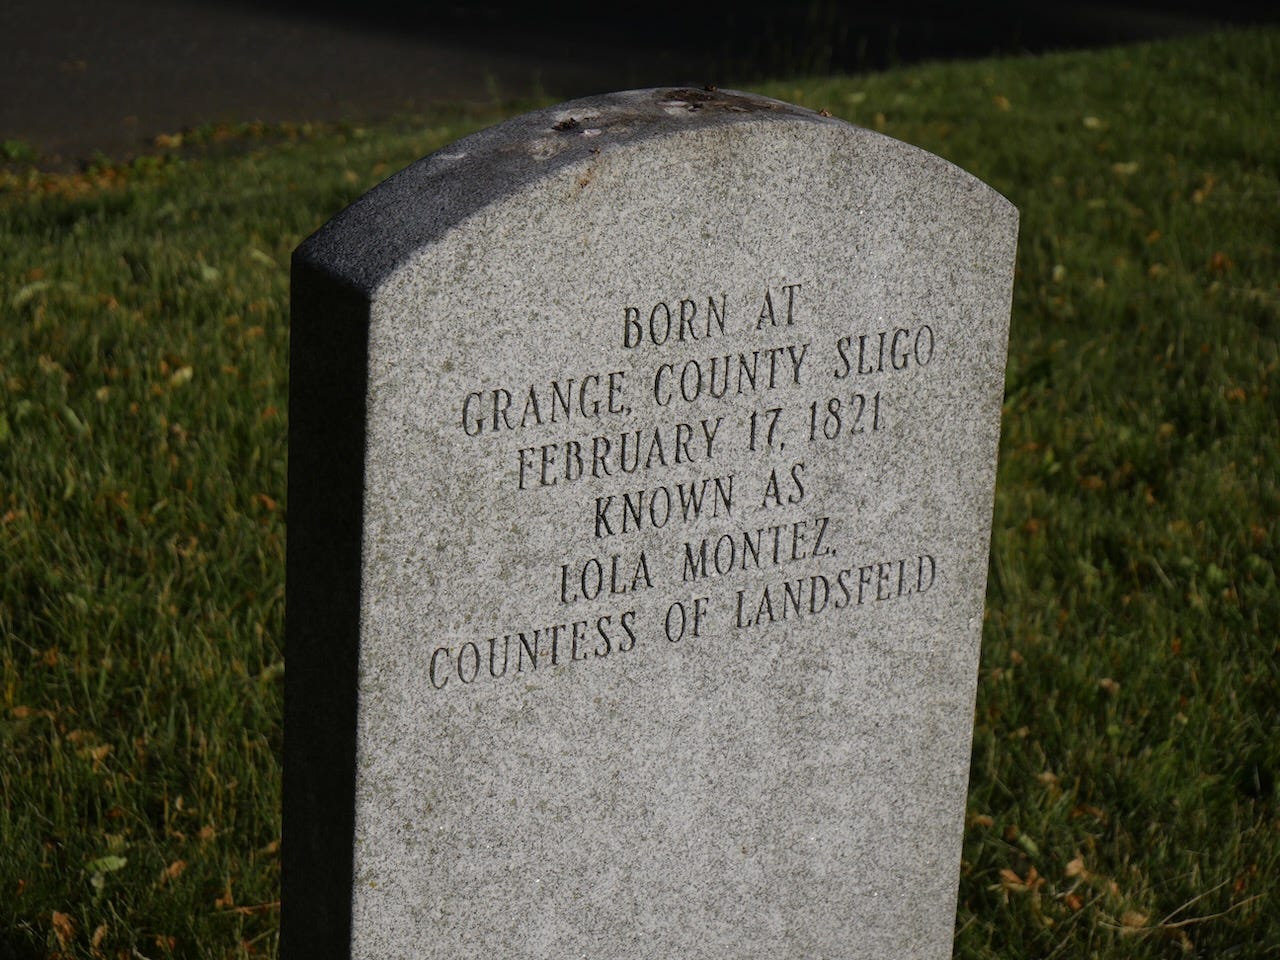 BORN AT
GRANGE, COUNTY SLIGO
FEBRUARY 17, 1821
KNOWN AS
LOLA MONTEZ,
COUNTESS OF LANDSFELD